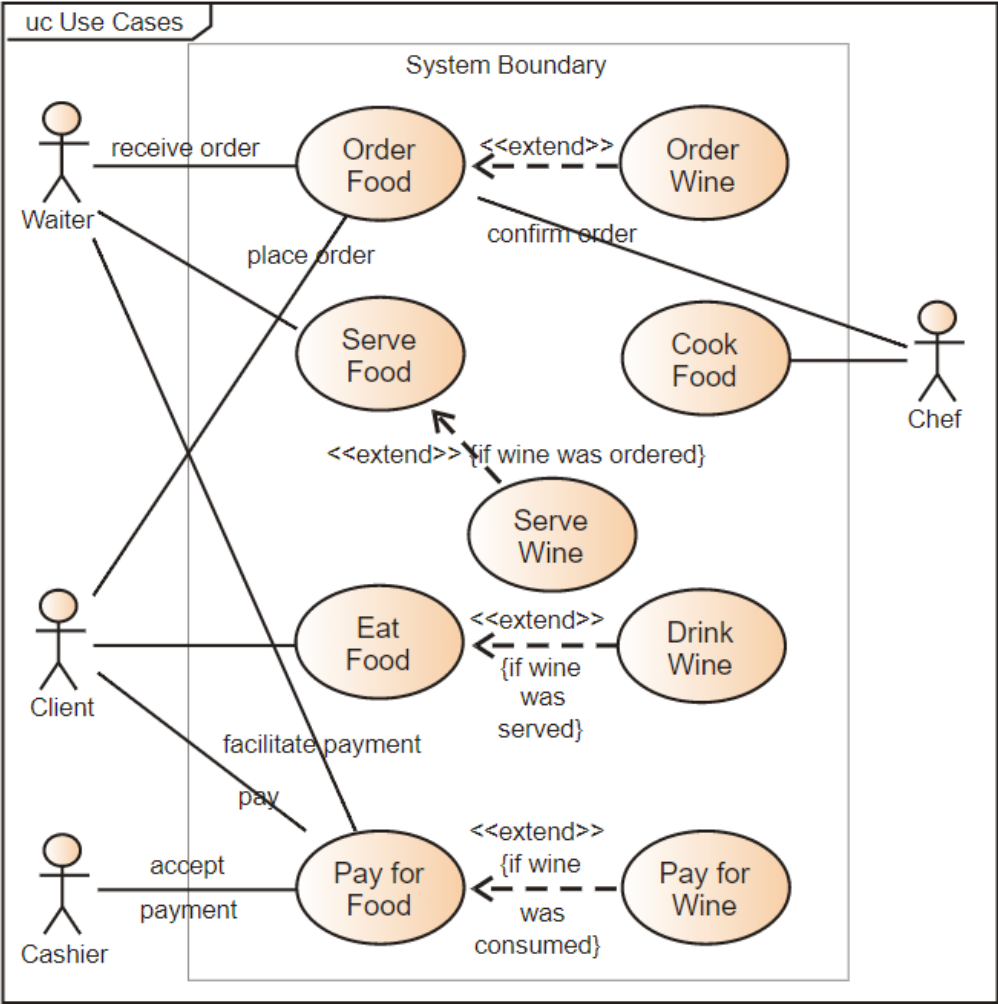 uc Use Cases
System Boundary
receive order
Order
Food
<<extend>>
Order
Wine
Waiter
place order
confirm order
Serve
Food
Cook
Food
Chef
<<extend>> {if wine was ordered}
Serve
Wine
Client
Eat
Food
<<extend>>
{if wine
was
served}
Drink
Wine
facilitate payment
pay
Cashier
accept
payment
Pay for
Food
<<extend>>
{if wine
was
consumed}
Pay for
Wine